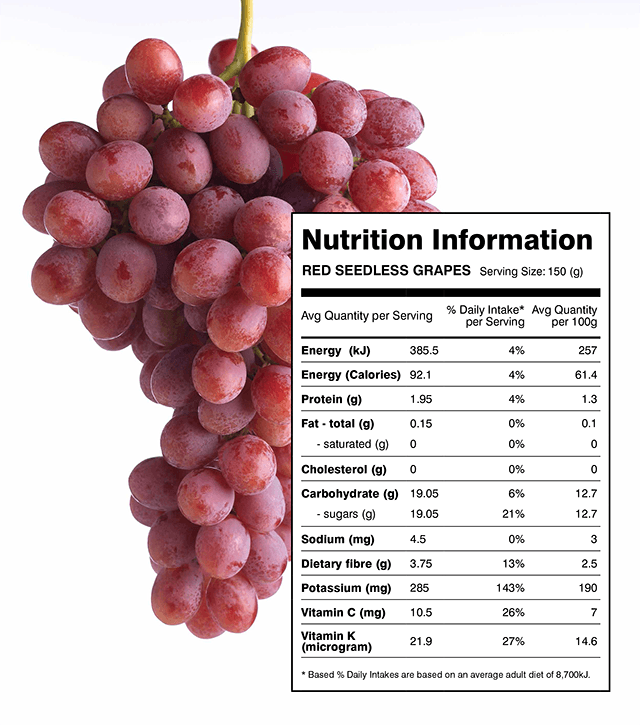 Nutrition Information
RED SEEDLESS GRAPES Serving Size: 150 (g)
Avg Quantity per Serving % Daily Intake* per Serving Avg Quantity per 100g
Energy (kJ) 385.5 4% 257
Energy (Calories) 92.1 4% 61.4
Protein (g) 1.95 4% 1.3
Fat - total (g) 0.15 0% 0.1
- saturated (g) 0 0% 0
Cholesterol (g) 0 0% 0
Carbohydrate (g) 19.05 6% 12.7
- sugars (g) 19.05 21% 12.7
Sodium (mg) 4.5 0% 3
Dietary fibre (g) 3.75 13% 2.5
Potassium (mg) 285 143% 190
Vitamin C (mg) 10.5 26% 7
Vitamin K (microgram) 21.9 27% 14.6
* Based % Daily Intakes are based on an average adult diet of 8,700kJ.